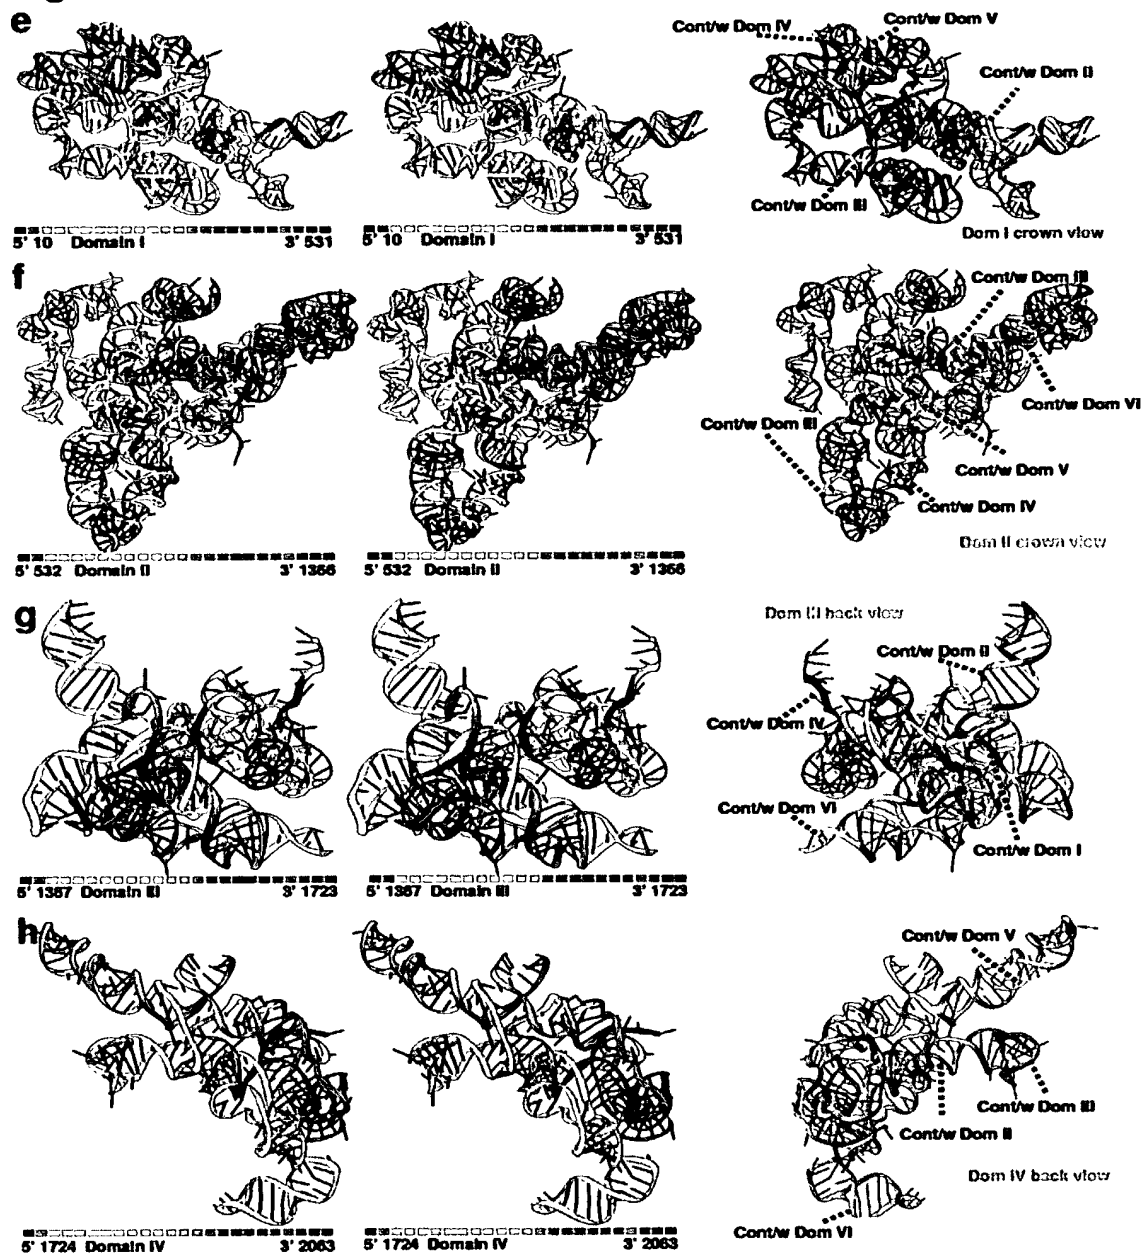 e
Cont/w Dom IV
Cont/w Dom V
Cont/w Dom II
Cont/w Dom III
5' 10 Domain I 3' 531
5' 10 Domain I 3' 531
Dom I crown view
f
Cont/w Dom III
Cont/w Dom VI
Cont/w Dom III
Cont/w Dom V
Cont/w Dom IV
Dom II crown view
5' 532 Domain II 3' 1366
5' 532 Domain II 3' 1366
g
Dom III back view
Cont/w Dom II
Cont/w Dom IV
Cont/w Dom VI
Cont/w Dom I
5' 1367 Domain III 3' 1723
5' 1367 Domain III 3' 1723
h
Cont/w Dom V
Cont/w Dom III
Cont/w Dom II
Dom IV back view
Cont/w Dom VI
5' 1724 Domain IV 3' 2063
5' 1724 Domain IV 3' 2063